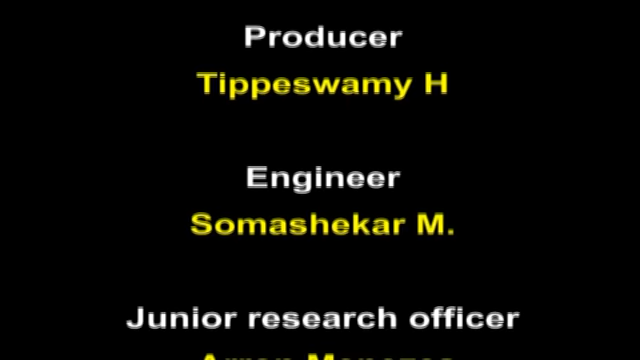 Producer
Tippeswamy H
Engineer
Somashekar M.
Junior research officer